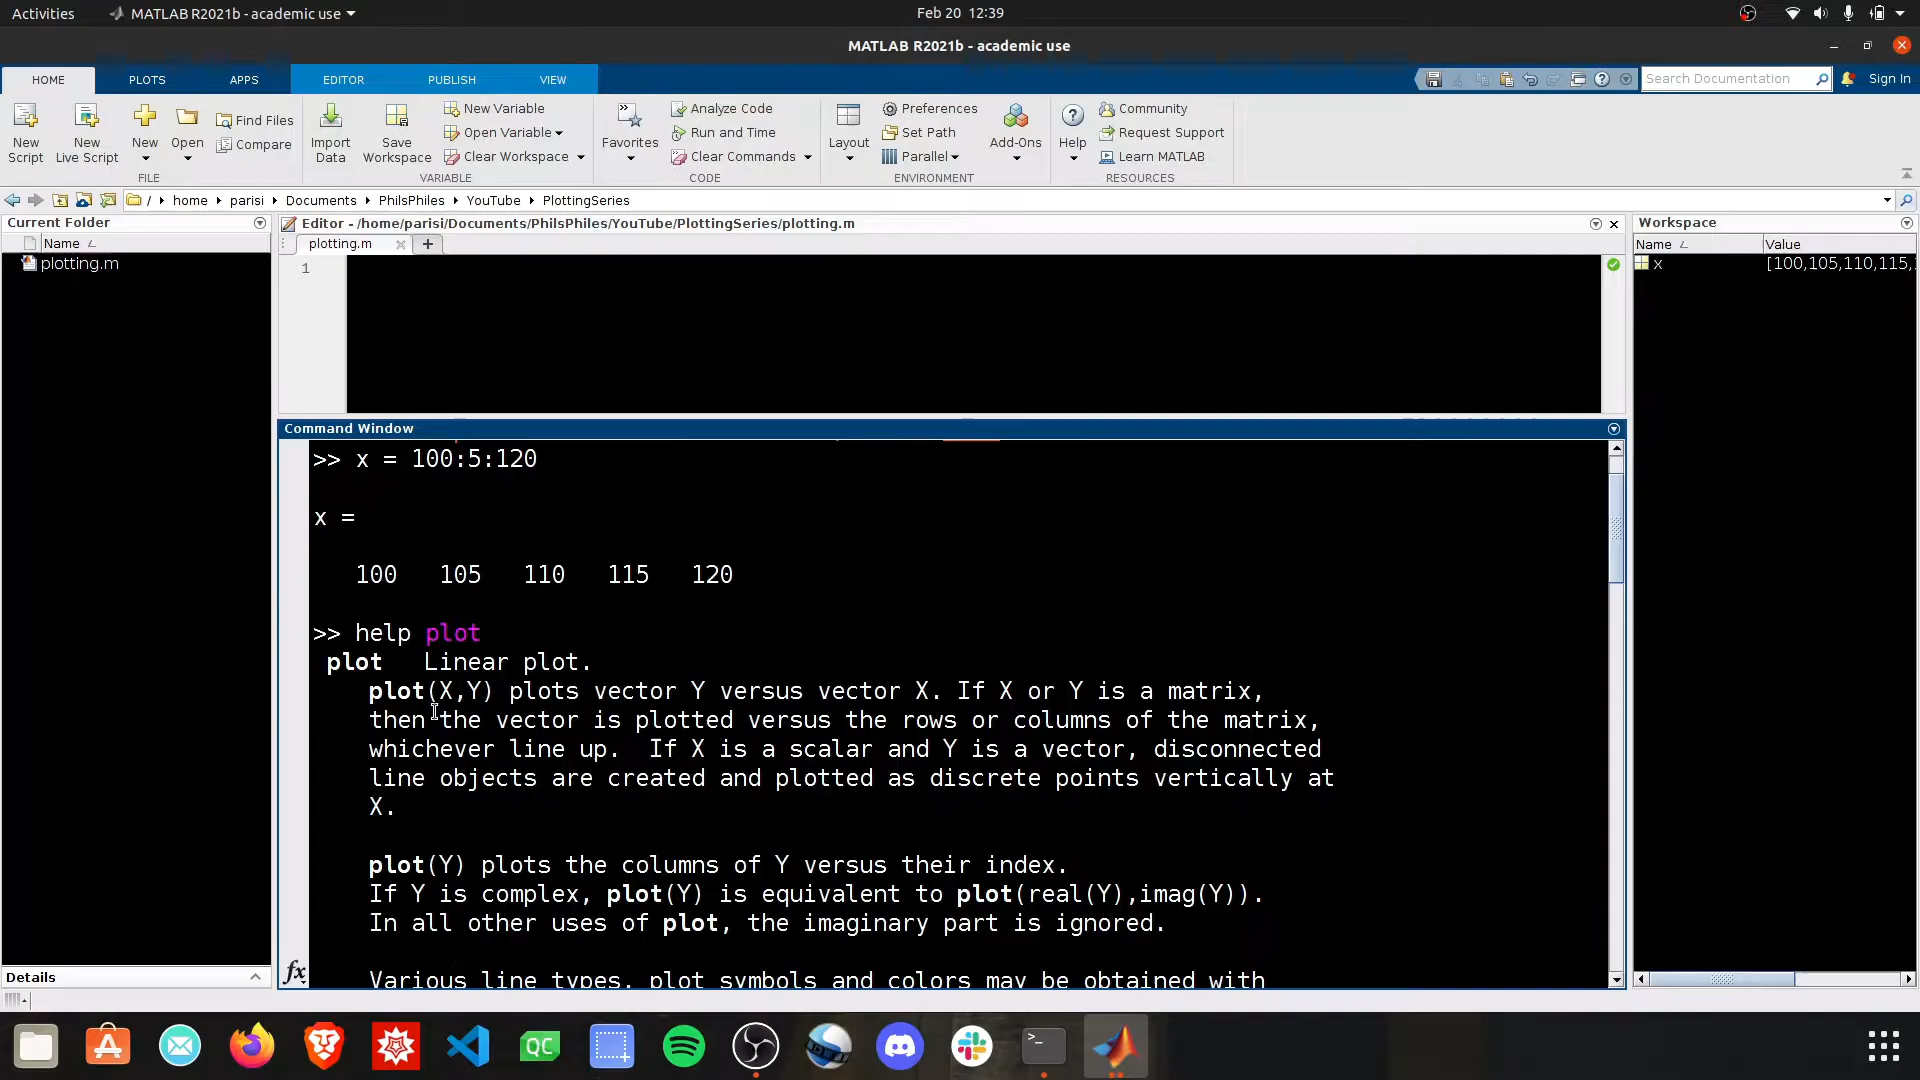 Activities
MATLAB R2021b - academic use
Feb 20 12:39
MATLAB R2021b - academic use
HOME
PLOTS
APPS
EDITOR
PUBLISH
VIEW
Search Documentation
Sign In
New Script
New Live Script
New
Open
Find Files
Compare
FILE
Import Data
Save Workspace
New Variable
Open Variable
Clear Workspace
VARIABLE
Favorites
Analyze Code
Run and Time
Clear Commands
CODE
Layout
Preferences
Set Path
Parallel
ENVIRONMENT
Add-Ons
Help
Community
Request Support
Learn MATLAB
RESOURCES
/ home parisi Documents PhilsPhiles YouTube PlottingSeries
Current Folder
Name
plotting.m
Details
Editor - /home/parisi/Documents/PhilsPhiles/YouTube/PlottingSeries/plotting.m
plotting.m
1
Command Window
>> x = 100:5:120
x =
100 105 110 115 120
>> help plot
plot Linear plot.
plot(X,Y) plots vector Y versus vector X. If X or Y is a matrix,
then the vector is plotted versus the rows or columns of the matrix,
whichever line up. If X is a scalar and Y is a vector, disconnected
line objects are created and plotted as discrete points vertically at
X.
plot(Y) plots the columns of Y versus their index.
If Y is complex, plot(Y) is equivalent to plot(real(Y),imag(Y)).
In all other uses of plot, the imaginary part is ignored.
Various line types, plot symbols and colors may be obtained with
fx
Workspace
Name
Value
x
[100,105,110,115,
QC
>_